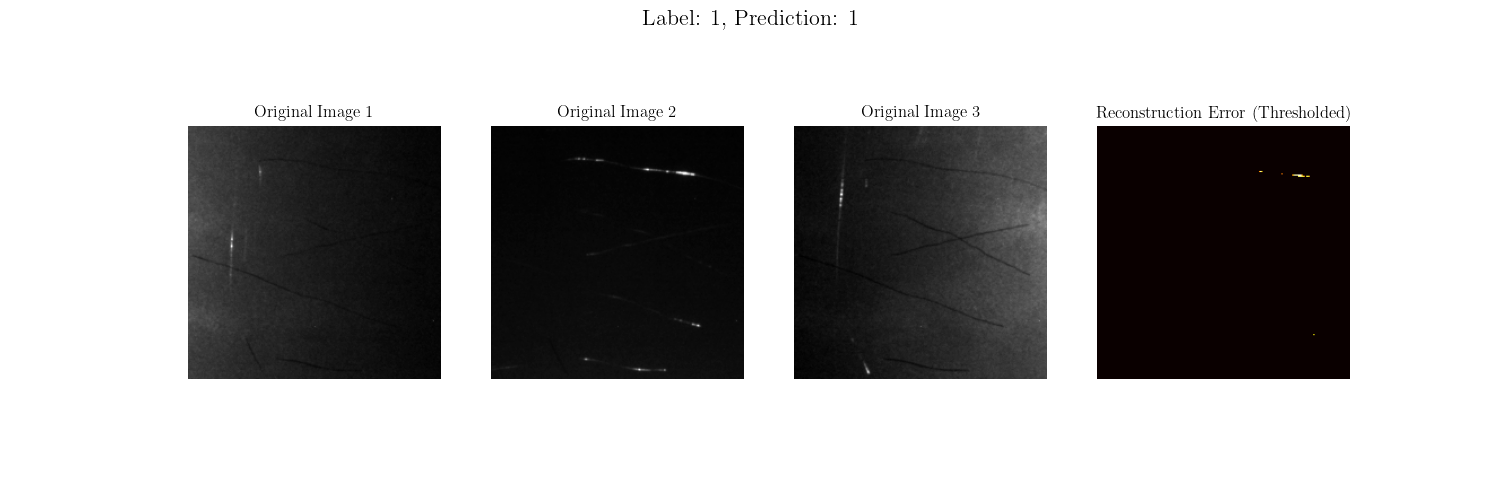 Label: 1, Prediction: 1
Original Image 1
Original Image 2
Original Image 3
Reconstruction Error (Thresholded)